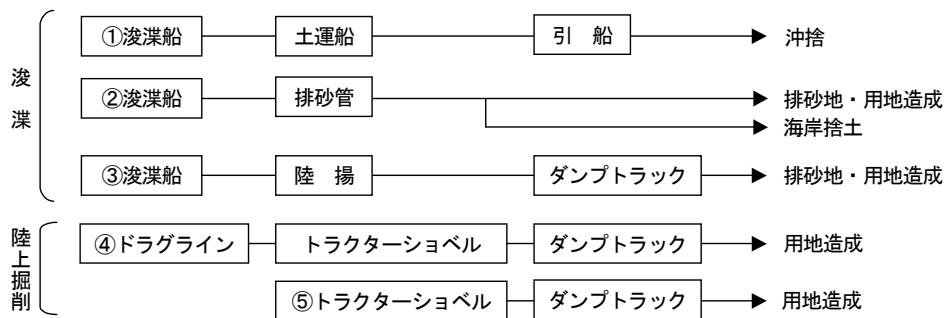 浚渫
①浚渫船 土運船 引 船 沖捨
②浚渫船 排砂管 排砂地・用地造成
海岸捨土
③浚渫船 陸 揚 ダンプトラック 排砂地・用地造成
陸上掘削
④ドラグライン トラクターショベル ダンプトラック 用地造成
⑤トラクターショベル ダンプトラック 用地造成